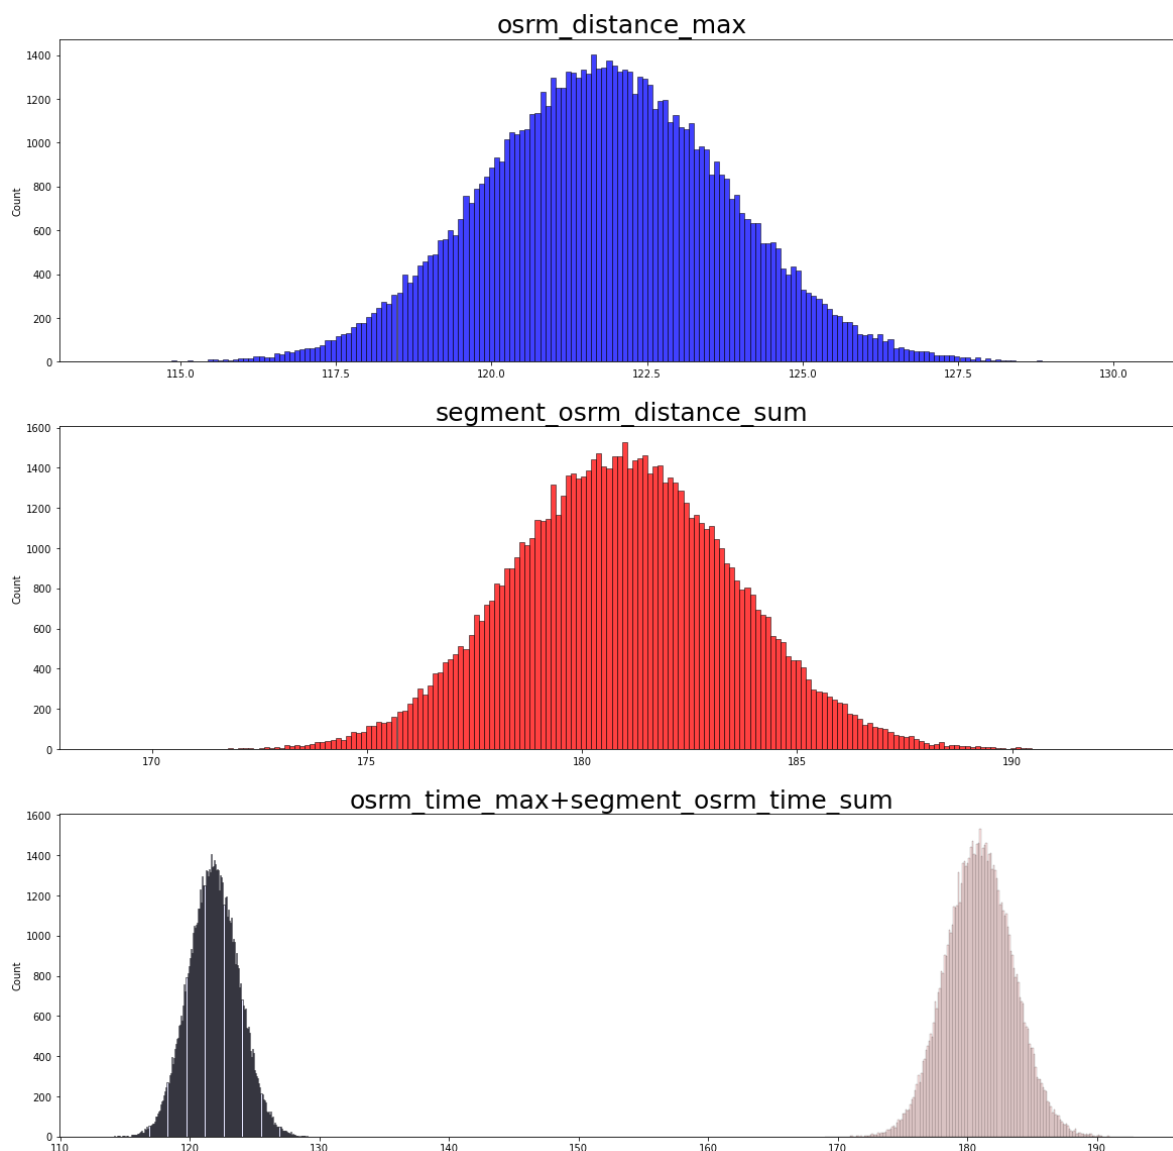 osrm_distance_max
1400
1200
1000
800
600
400
200
0
Count
115.0 117.5 120.0 122.5 125.0 127.5 130.0
segment_osrm_distance_sum
1600
1400
1200
1000
800
600
400
200
0
Count
170 175 180 185 190
osrm_time_max+segment_osrm_time_sum
1600
1400
1200
1000
800
600
400
200
0
Count
110 120 130 140 150 160 170 180 190